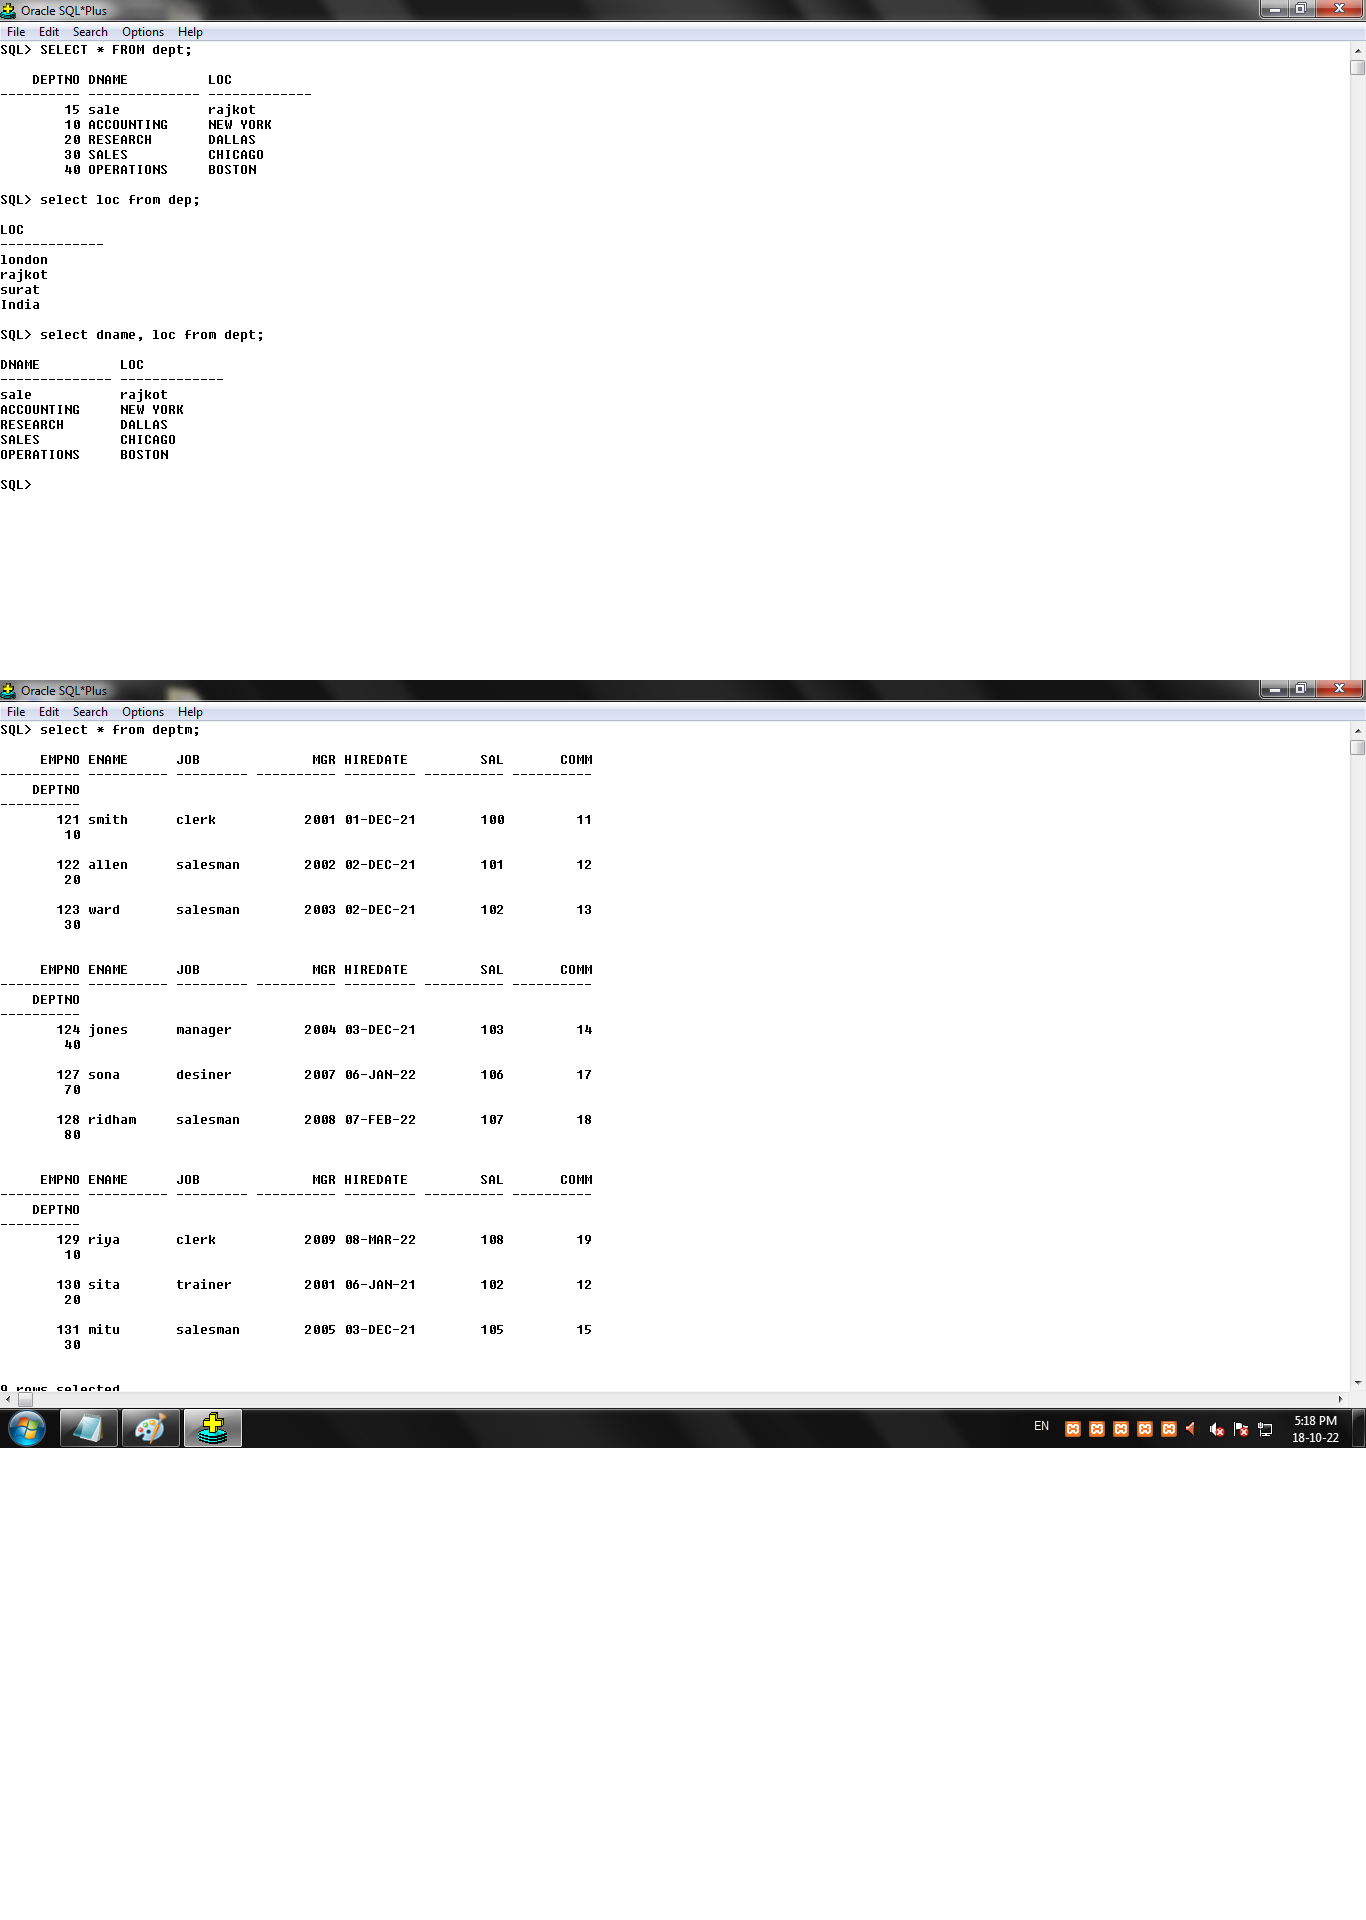 Oracle SQL*Plus
File Edit Search Options Help
SQL> SELECT * FROM dept;
DEPTNO DNAME LOC
---------- -------------- -------------
15 sale rajkot
10 ACCOUNTING NEW YORK
20 RESEARCH DALLAS
30 SALES CHICAGO
40 OPERATIONS BOSTON
SQL> select loc from dep;
LOC
-------------
london
rajkot
surat
India
SQL> select dname, loc from dept;
DNAME LOC
-------------- -------------
sale rajkot
ACCOUNTING NEW YORK
RESEARCH DALLAS
SALES CHICAGO
OPERATIONS BOSTON
SQL>
Oracle SQL*Plus
File Edit Search Options Help
SQL> select * from deptm;
EMPNO ENAME JOB MGR HIREDATE SAL COMM
---------- ---------- --------- ---------- --------- ---------- ----------
DEPTNO
----------
121 smith clerk 2001 01-DEC-21 100 11
10
122 allen salesman 2002 02-DEC-21 101 12
20
123 ward salesman 2003 02-DEC-21 102 13
30
EMPNO ENAME JOB MGR HIREDATE SAL COMM
---------- ---------- --------- ---------- --------- ---------- ----------
DEPTNO
----------
124 jones manager 2004 03-DEC-21 103 14
40
127 sona desiner 2007 06-JAN-22 106 17
70
128 ridham salesman 2008 07-FEB-22 107 18
80
EMPNO ENAME JOB MGR HIREDATE SAL COMM
---------- ---------- --------- ---------- --------- ---------- ----------
DEPTNO
----------
129 riya clerk 2009 08-MAR-22 108 19
10
130 sita trainer 2001 06-JAN-21 102 12
20
131 mitu salesman 2005 03-DEC-21 105 15
30
9 rows selected
EN
5:18 PM
18-10-22